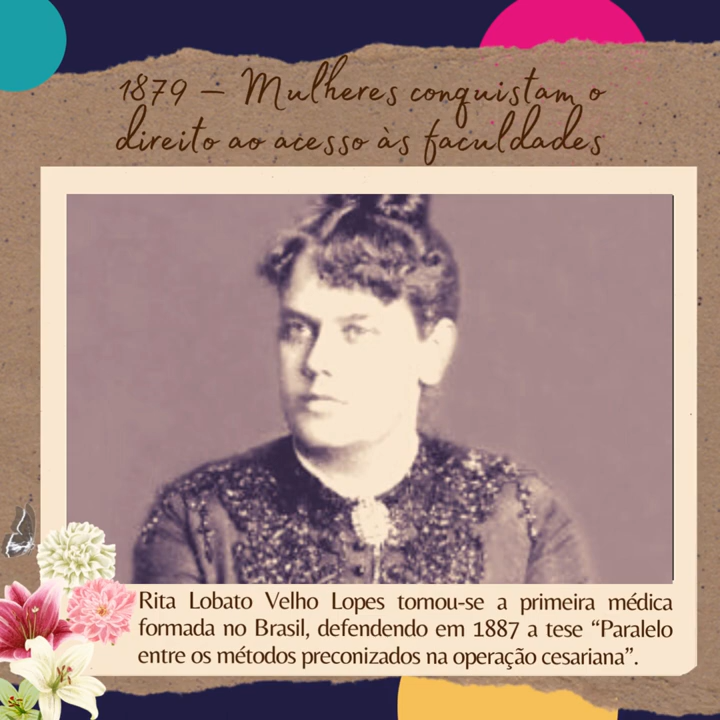 1879 – Mulheres conquistam o
direito ao acesso às faculdades
Rita Lobato Velho Lopes tornou-se a primeira médica
formada no Brasil, defendendo em 1887 a tese “Paralelo
entre os métodos preconizados na operação cesariana”.